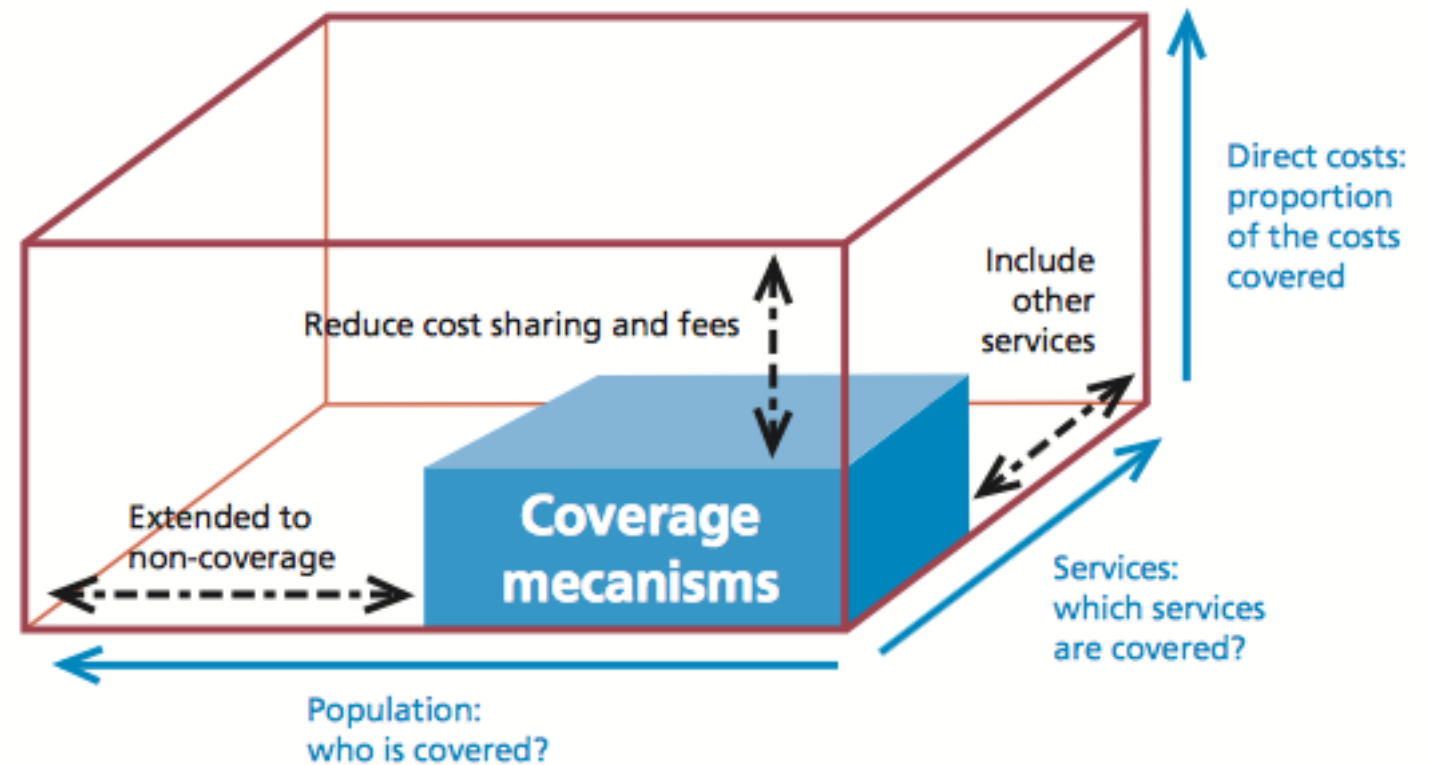 Direct costs:
proportion
of the costs
covered
Include
other
services
Reduce cost sharing and fees
Extended to
non-coverage
Coverage
mecanisms
Services:
which services
are covered?
Population:
who is covered?